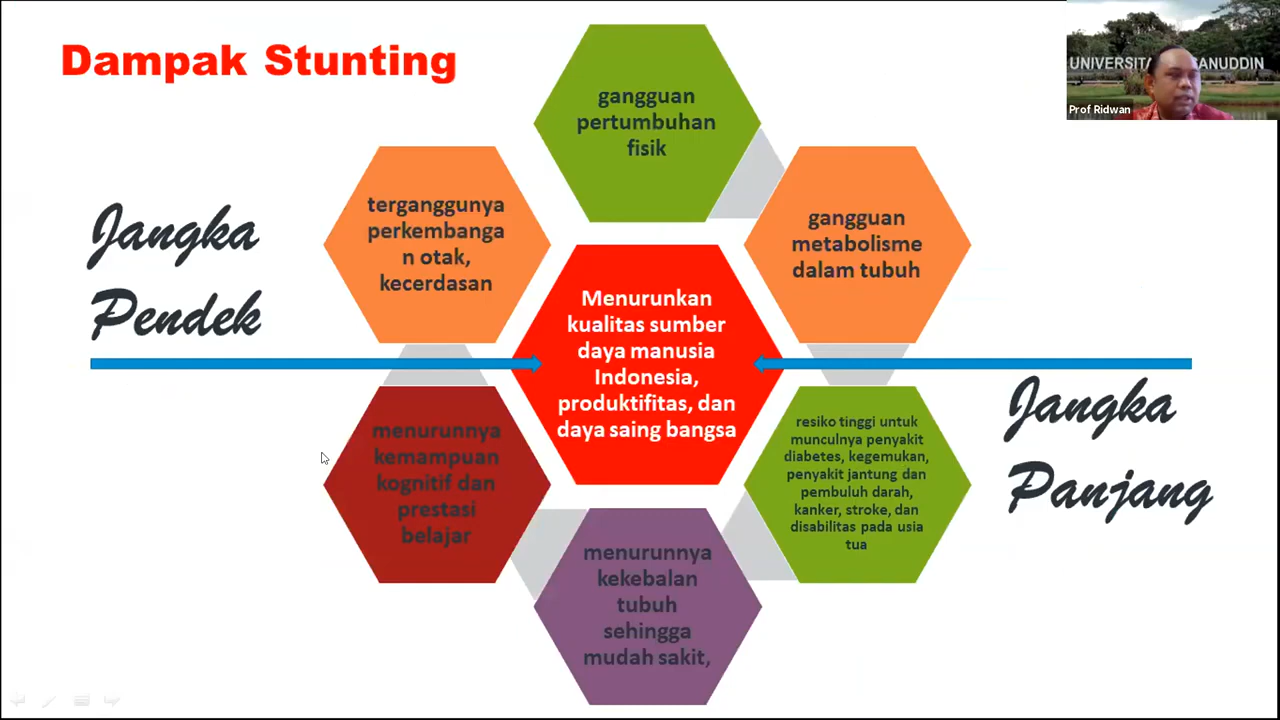 Dampak Stunting
gangguan
pertumbuhan
fisik
terganggunya
perkembanga
n otak,
kecerdasan
gangguan
metabolisme
dalam tubuh
Jangka
Pendek
Menurunkan
kualitas sumber
daya manusia
Indonesia,
produktifitas, dan
daya saing bangsa
Jangka
Panjang
menurunnya
kemampuan
kognitif dan
prestasi
belajar
resiko tinggi untuk
munculnya penyakit
diabetes, kegemukan,
penyakit jantung dan
pembuluh darah,
kanker, stroke, dan
disabilitas pada usia
tua
menurunnya
kekebalan
tubuh
sehingga
mudah sakit,
Prof Ridwan